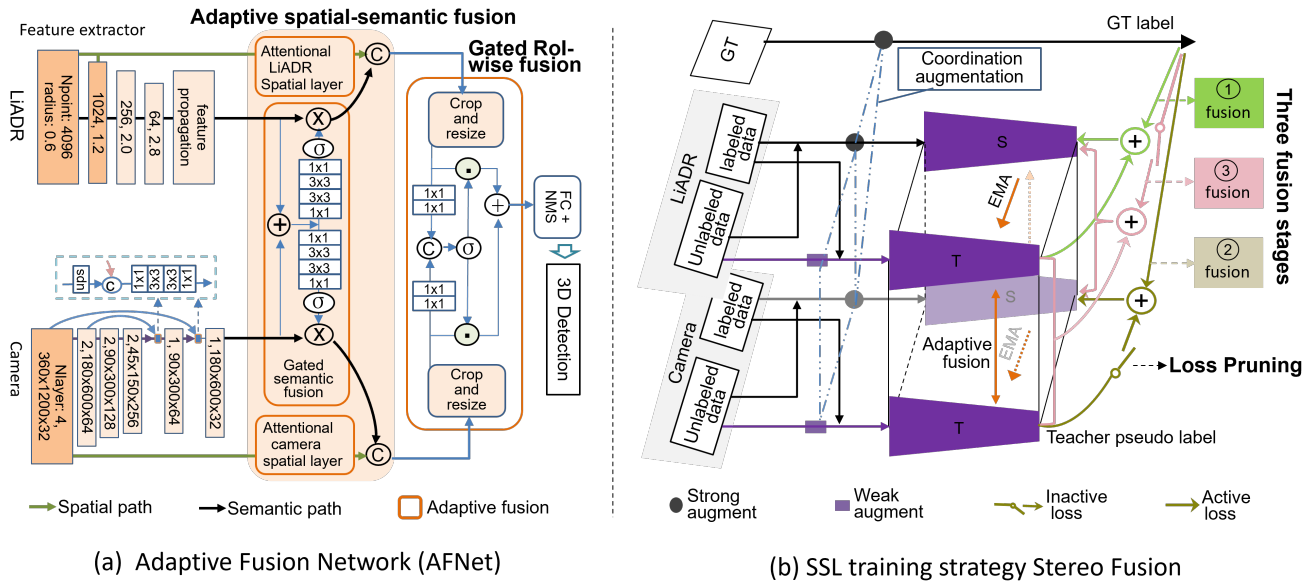 Adaptive spatial-semantic fusion
Feature extractor
LiADR
Npoint: 4096
radius: 0.6
1024, 1.2
256, 2.0
64, 2.8
feature
propagation
Attentional
LiADR
Spatial layer
C
Gated RoI-
wise fusion
Crop
and
resize
X
σ
1x1
3x3
3x3
1x1
+
1x1
3x3
3x3
1x1
σ
X
Gated
semantic
fusion
1x1
1x1
C
σ
1x1
1x1
+
FC +
NMS
3D Detection
Crop
and
resize
ups
C
1x1
3x3
3x3
1x1
Camera
Nlayer: 4,
360x1200x32
2,180x600x64
2,90x300x128
2,45x150x256
1, 90x300x64
1,180x600x32
Attentional
camera
spatial layer
C
Spatial path
Semantic path
Adaptive fusion
(a) Adaptive Fusion Network (AFNet)
GT
GT label
Coordination
augmentation
LiADR
labeled
data
Unlabeled
data
Camera
labeled
data
Unlabeled
data
S
EMA
T
S
Adaptive
fusion
EMA
T
+
+
+
1
fusion
3
fusion
2
fusion
Three fusion stages
Loss Pruning
Teacher pseudo label
Strong
augment
Weak
augment
Inactive
loss
Active
loss
(b) SSL training strategy Stereo Fusion